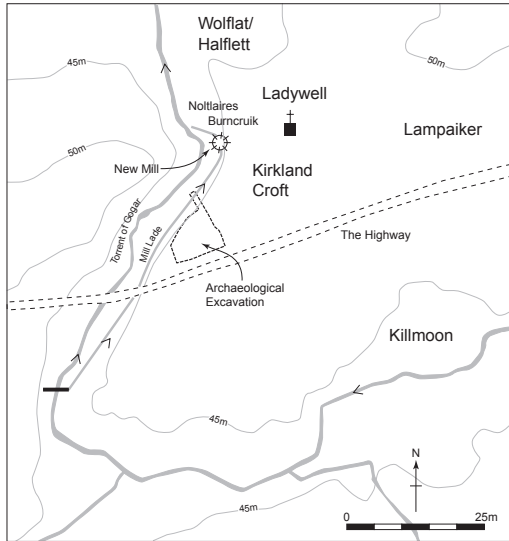 Wolflat/
Halflett
45m
50m
Noltlaires
Burncruik
Ladywell
Lampaiker
50m
New Mill
Kirkland
Croft
Torrent of Gogar
Mill Lade
The Highway
Archaeological
Excavation
Killmoon
45m
N
45m
0
25m